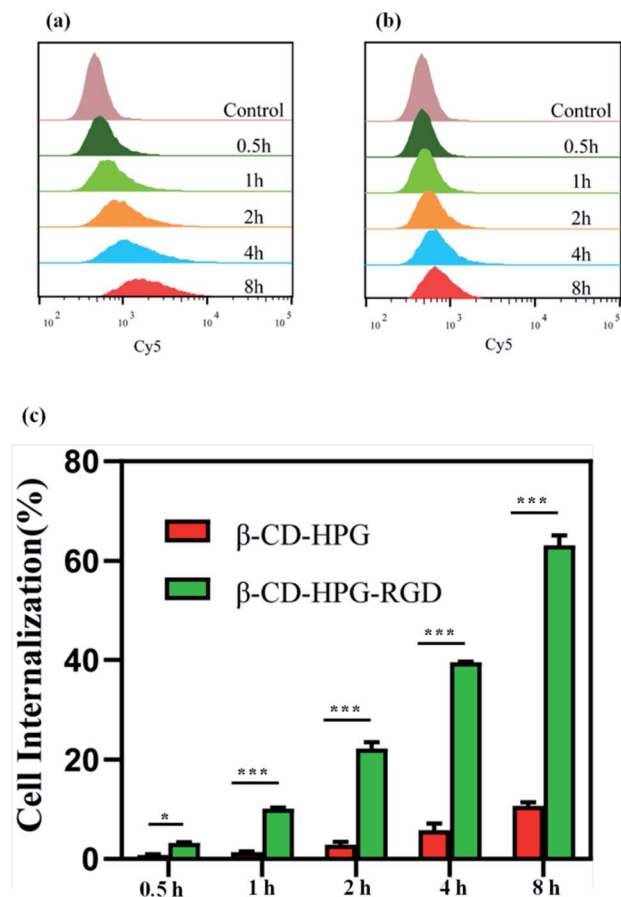 (a)
Control
0.5h
1h
2h
4h
8h
10² 10³ 10⁴ 10⁵
Cy5
(b)
Control
0.5h
1h
2h
4h
8h
10² 10³ 10⁴ 10⁵
Cy5
(c)
Cell Internalization(%)
80
60
40
20
0
β-CD-HPG
β-CD-HPG-RGD
*
***
***
***
***
0.5 h 1 h 2 h 4 h 8 h